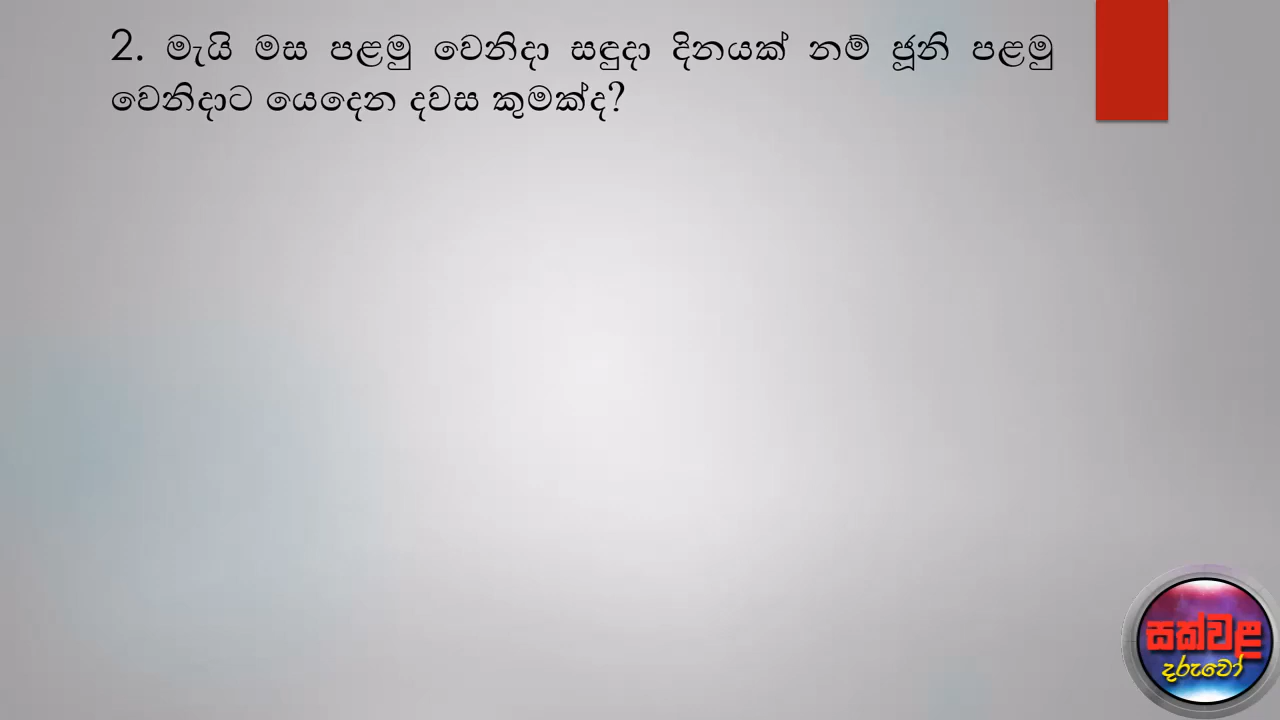 2. මැයි මස පළමු වෙනිදා සඳුදා දිනයක් නම් ජූනි පළමු
වෙනිදාට යෙදෙන දවස කුමක්ද?
සක්වළ
දරුවෝ